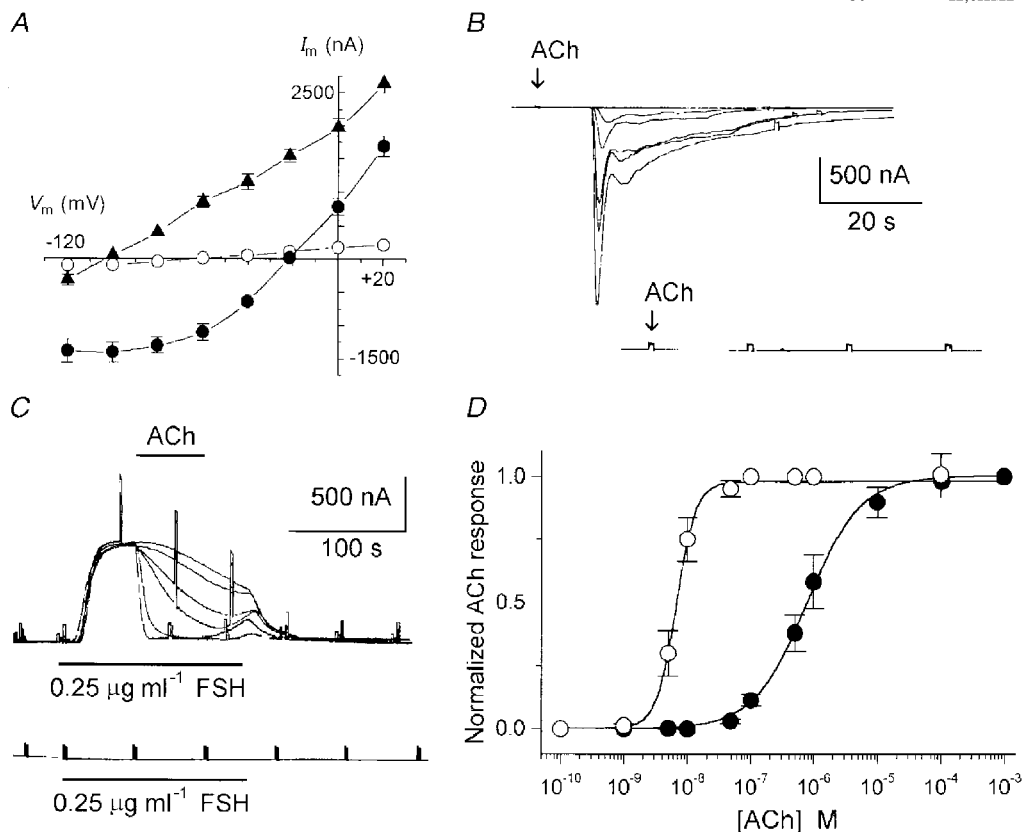 A
I_m (nA)
2500
V_m (mV)
-120
+20
-1500
B
ACh
500 nA
20 s
ACh
C
ACh
500 nA
100 s
0.25 µg ml⁻¹ FSH
0.25 µg ml⁻¹ FSH
D
Normalized ACh response
1.0
0.5
0.0
10⁻¹⁰ 10⁻⁹ 10⁻⁸ 10⁻⁷ 10⁻⁶ 10⁻⁵ 10⁻⁴ 10⁻³
[ACh] M